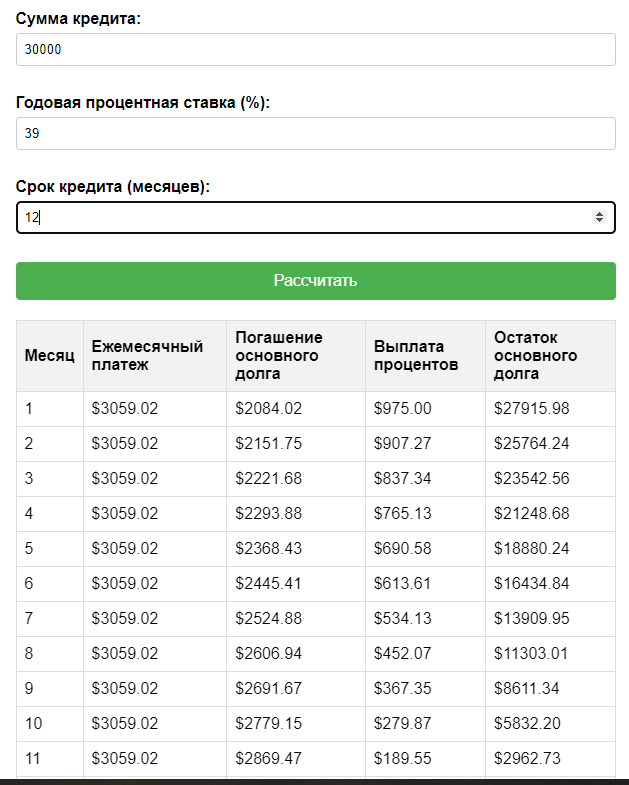 Сумма кредита:
30000
Годовая процентная ставка (%):
39
Срок кредита (месяцев):
12
Рассчитать
Месяц Ежемесячный платеж Погашение основного долга Выплата процентов Остаток основного долга
1 $3059.02 $2084.02 $975.00 $27915.98
2 $3059.02 $2151.75 $907.27 $25764.24
3 $3059.02 $2221.68 $837.34 $23542.56
4 $3059.02 $2293.88 $765.13 $21248.68
5 $3059.02 $2368.43 $690.58 $18880.24
6 $3059.02 $2445.41 $613.61 $16434.84
7 $3059.02 $2524.88 $534.13 $13909.95
8 $3059.02 $2606.94 $452.07 $11303.01
9 $3059.02 $2691.67 $367.35 $8611.34
10 $3059.02 $2779.15 $279.87 $5832.20
11 $3059.02 $2869.47 $189.55 $2962.73